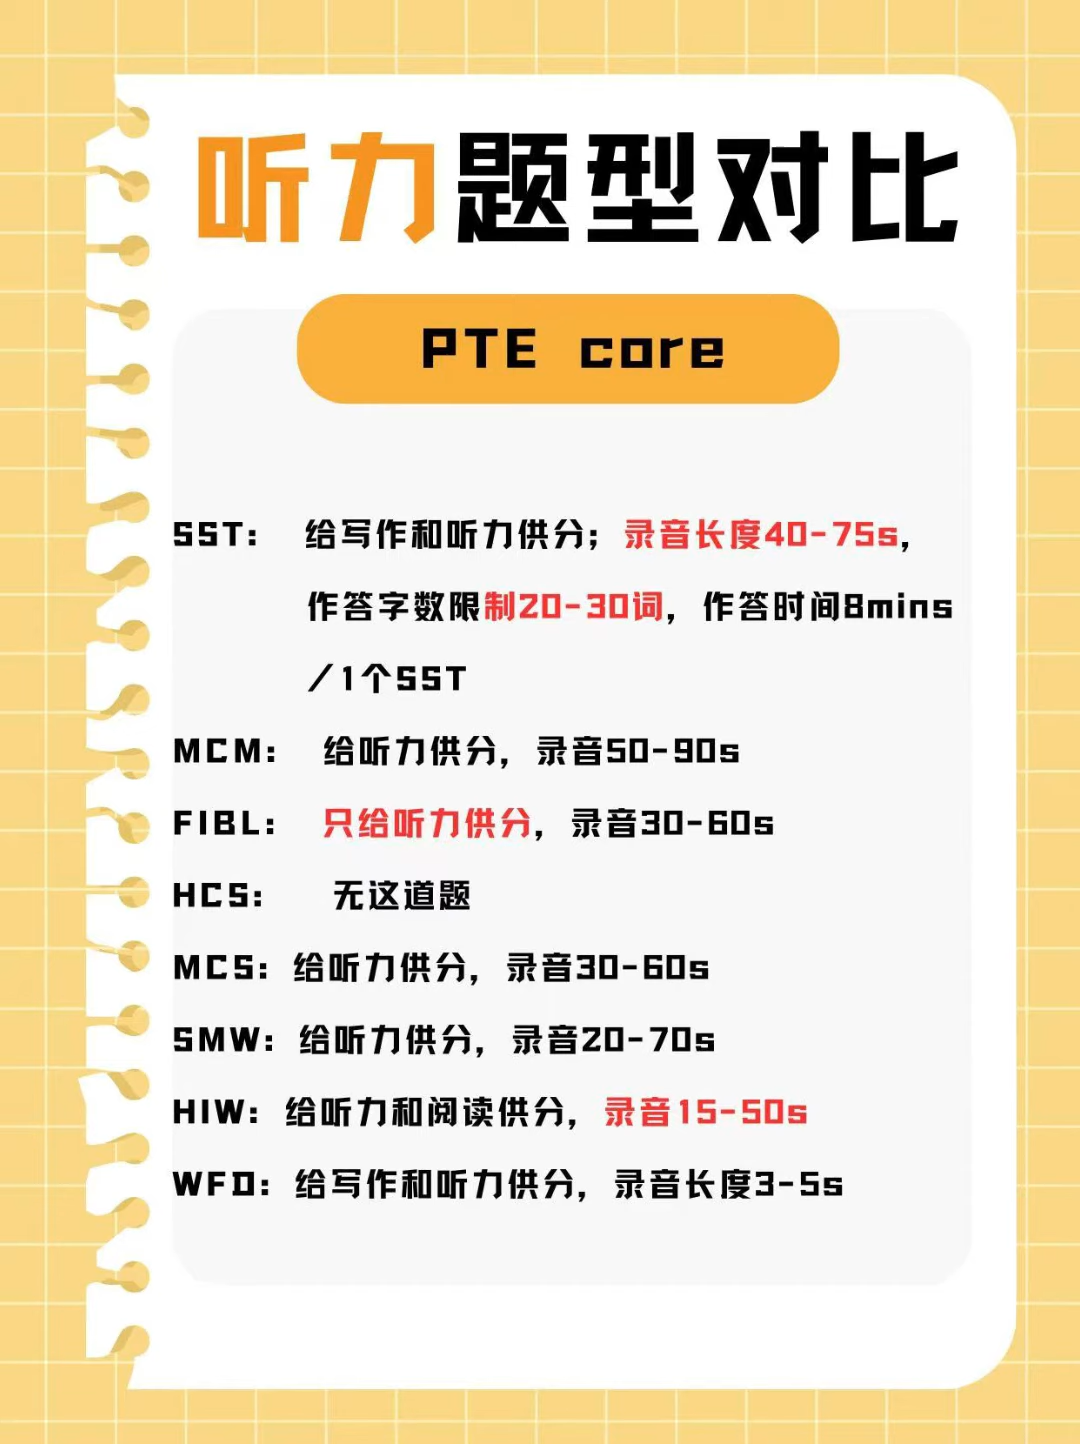 听力题型对比
PTE core
SST： 给写作和听力供分；录音长度40-75s，
作答字数限制20-30词，作答时间8mins
/1个SST
MCM： 给听力供分，录音50-90s
FIBL： 只给听力供分，录音30-60s
HCS： 无这道题
MCS：给听力供分，录音30-60s
SMW：给听力供分，录音20-70s
HIW：给听力和阅读供分，录音15-50s
WFD：给写作和听力供分，录音长度3-5s